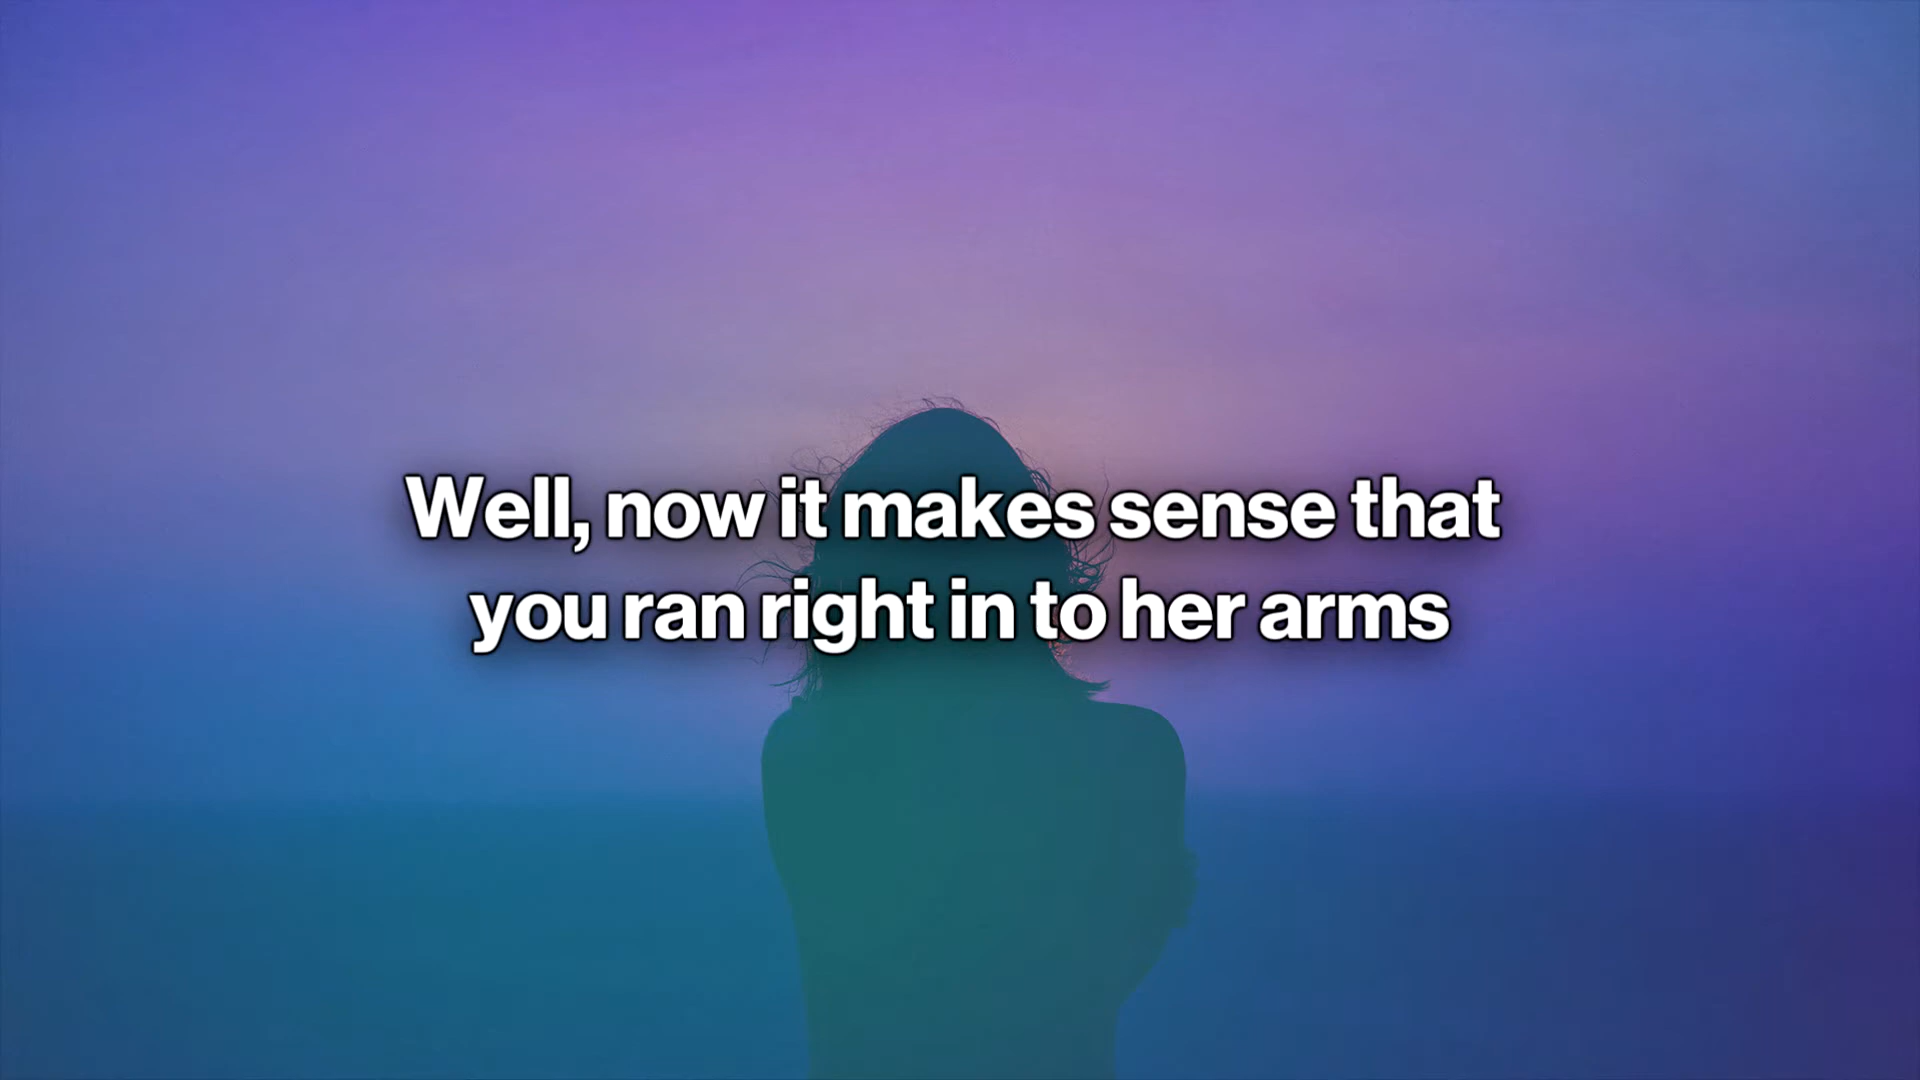 Well, now it makes sense that
you ran right in to her arms